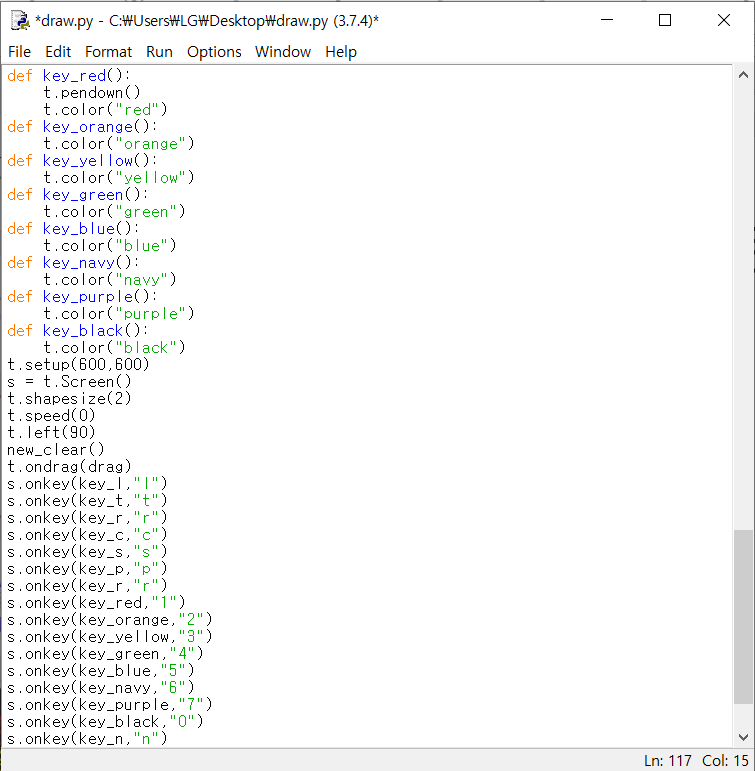 *draw.py - C:₩Users₩LG₩Desktop₩draw.py (3.7.4)*
File Edit Format Run Options Window Help
def key_red():
    t.pendown()
    t.color("red")
def key_orange():
    t.color("orange")
def key_yellow():
    t.color("yellow")
def key_green():
    t.color("green")
def key_blue():
    t.color("blue")
def key_navy():
    t.color("navy")
def key_purple():
    t.color("purple")
def key_black():
    t.color("black")
t.setup(600,600)
s = t.Screen()
t.shapesize(2)
t.speed(0)
t.left(90)
new_clear()
t.ondrag(drag)
s.onkey(key_l,"l")
s.onkey(key_t,"t")
s.onkey(key_r,"r")
s.onkey(key_c,"c")
s.onkey(key_s,"s")
s.onkey(key_p,"p")
s.onkey(key_r,"r")
s.onkey(key_red,"1")
s.onkey(key_orange,"2")
s.onkey(key_yellow,"3")
s.onkey(key_green,"4")
s.onkey(key_blue,"5")
s.onkey(key_navy,"6")
s.onkey(key_purple,"7")
s.onkey(key_black,"0")
s.onkey(key_n,"n")
Ln: 117 Col: 15